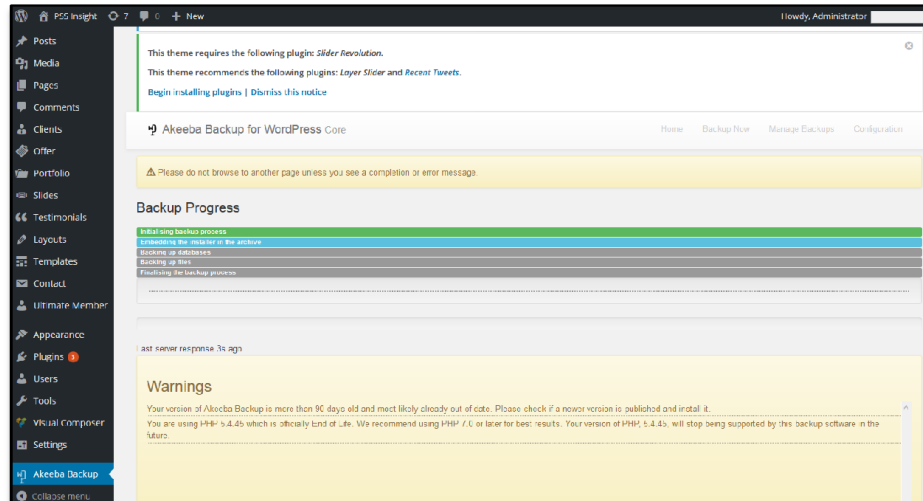 PSS Insight 7 0 New Howdy, Administrator
Posts
Media
Pages
Comments
Clients
Offer
Portfolio
Slides
Testimonials
Layouts
Templates
Contact
Ultimate Member
Appearance
Plugins 3
Users
Tools
Visual Composer
Settings
Akeeba Backup
Collapse menu
This theme requires the following plugin: Slider Revolution.
This theme recommends the following plugins: Layer Slider and Recent Tweets.
Begin installing plugins | Dismiss this notice
Akeeba Backup for WordPress Core
Home Backup Now Manage Backups Configuration
Please do not browse to another page unless you see a completion or error message.
Backup Progress
Initialising backup process
Embedding the installer in the archive
Backing up databases
Backing up files
Finalising the backup process
Last server response 3s ago
Warnings
Your version of Akeeba Backup is more than 90 days old and most likely already out of date. Please check if a newer version is published and install it.
You are using PHP 5.4.45 which is officially End of Life. We recommend using PHP 7.0 or later for best results. Your version of PHP, 5.4.45, will stop being supported by this backup software in the
future.